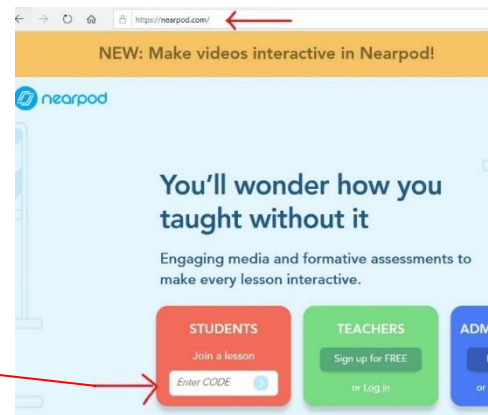 https://nearpod.com/
NEW: Make videos interactive in Nearpod!
nearpod
You'll wonder how you
taught without it
Engaging media and formative assessments to
make every lesson interactive.
STUDENTS
Join a lesson
Enter CODE
TEACHERS
Sign up for FREE
or Log in
ADM
or